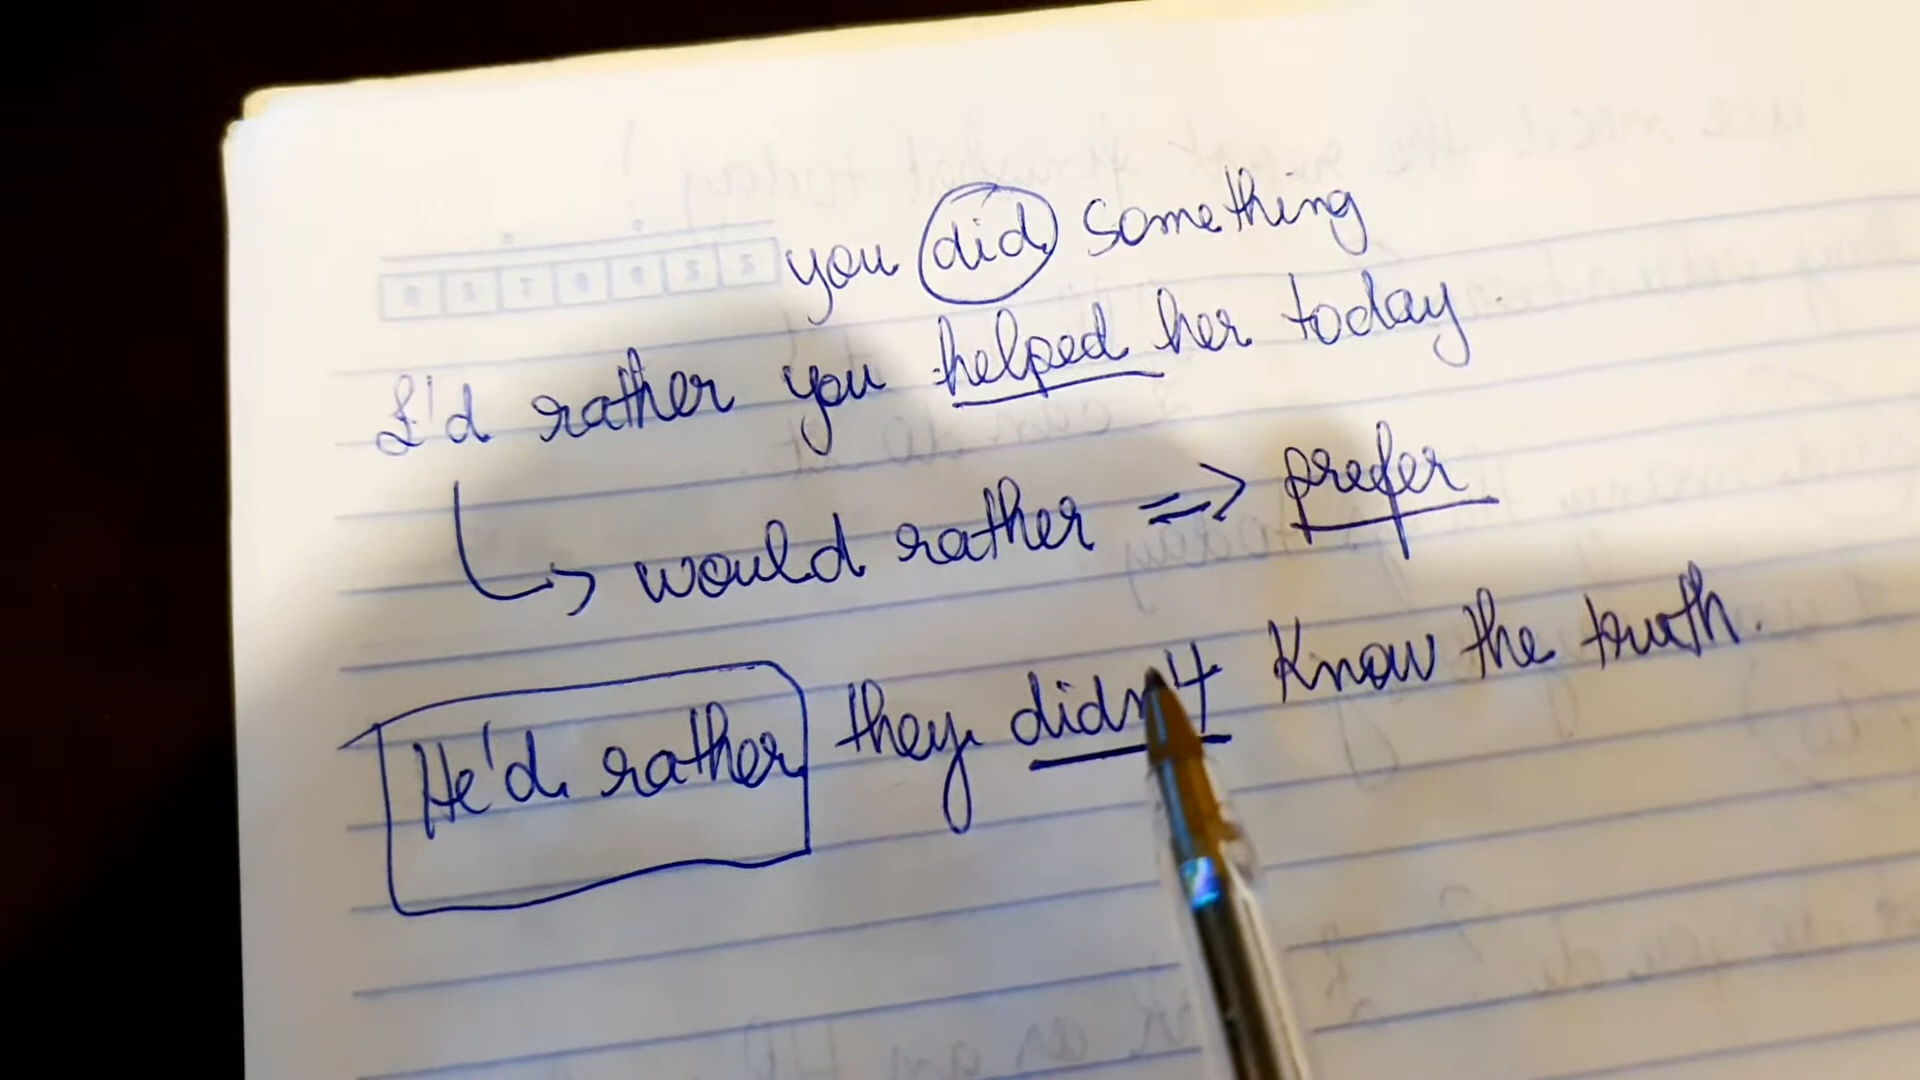 you did something
I'd rather you helped her today.
would rather => prefer
He'd rather they didn't know the truth.